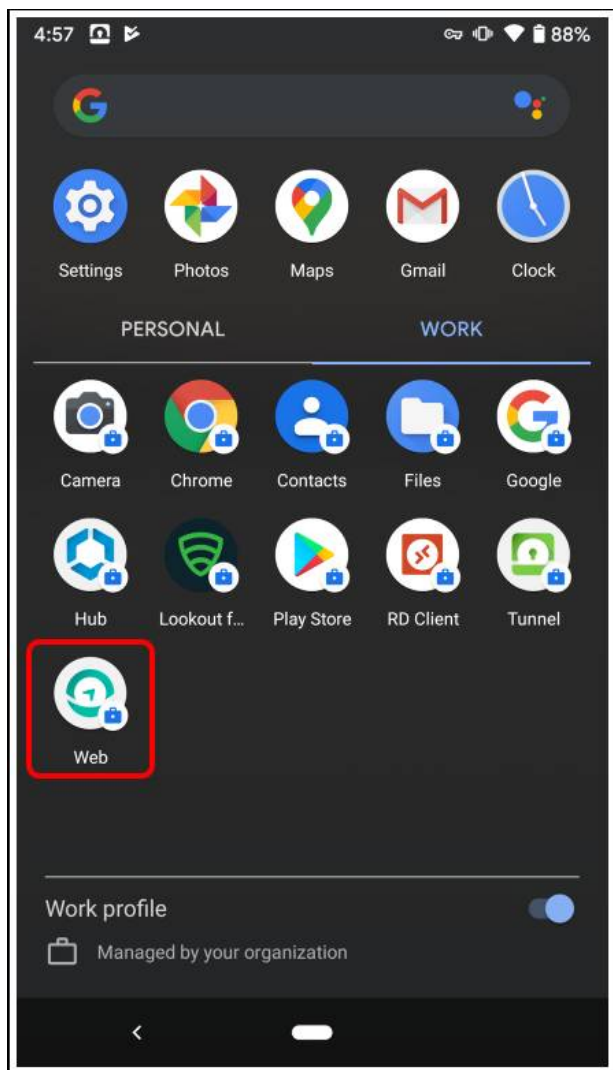 4:57 88%
Settings Photos Maps Gmail Clock
PERSONAL WORK
Camera Chrome Contacts Files Google
Hub Lookout f... Play Store RD Client Tunnel
Web
Work profile
Managed by your organization